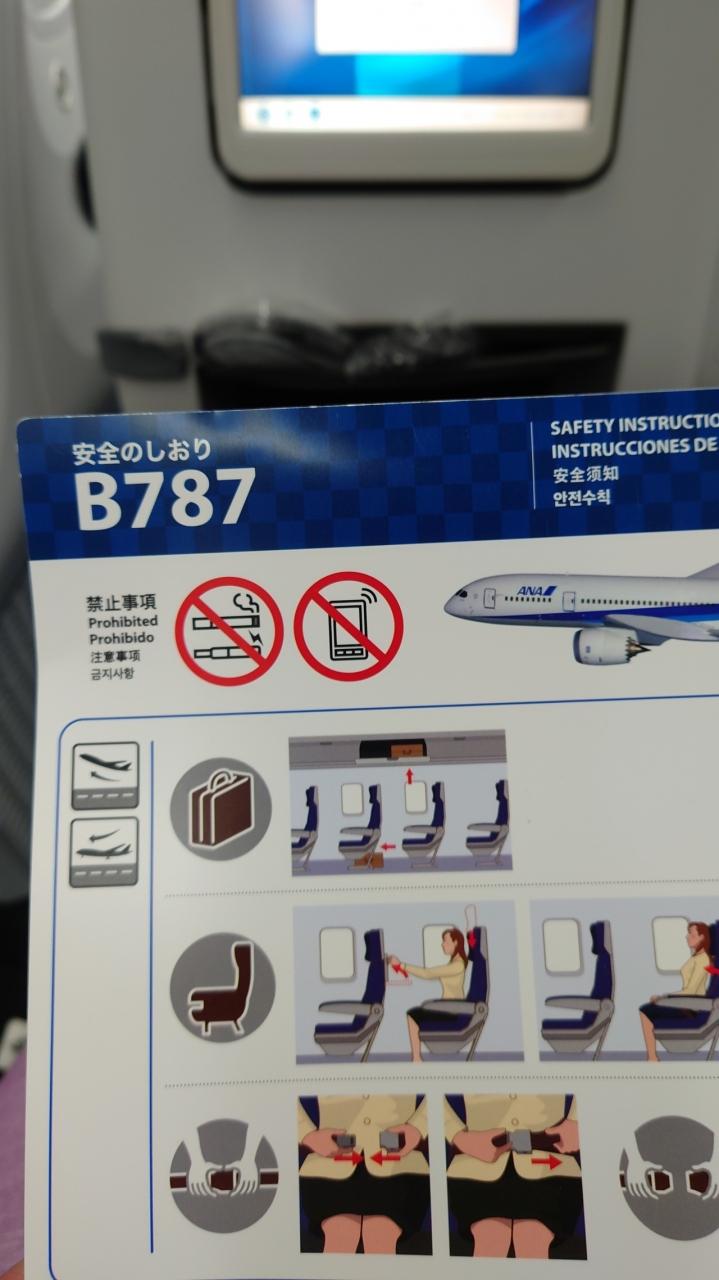 安全のしおり
B787
SAFETY INSTRUCTIO
INSTRUCCIONES DE
安全须知
안전수칙
禁止事項
Prohibited
Prohibido
注意事项
금지사항
ANA